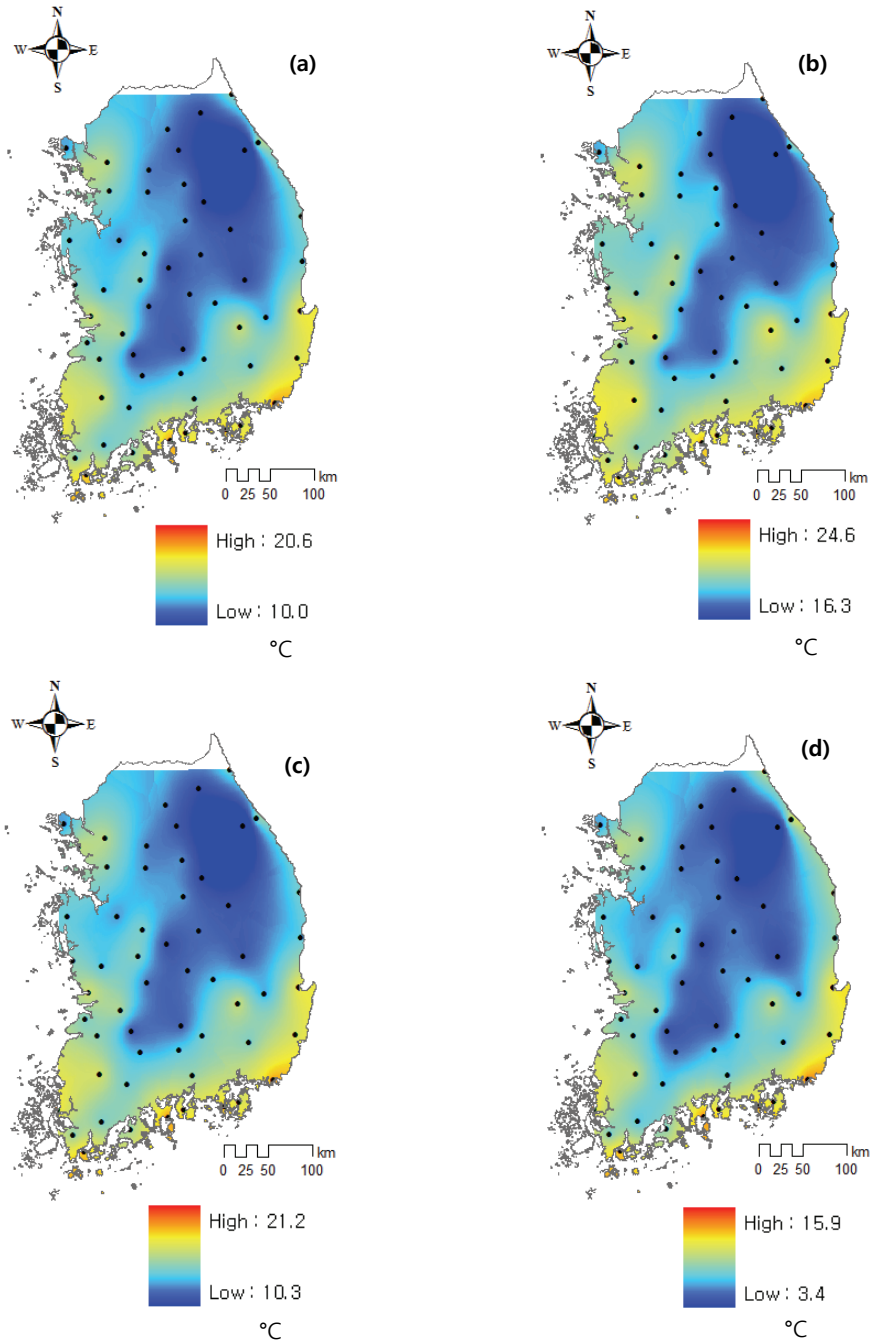 N
(a)
W E
S
km
0 25 50 100
High : 20.6
Low : 10.0
°C
N
(b)
W E
S
km
0 25 50 100
High : 24.6
Low : 16.3
°C
N
(c)
W E
S
km
0 25 50 100
High : 21.2
Low : 10.3
°C
N
(d)
W E
S
km
0 25 50 100
High : 15.9
Low : 3.4
°C